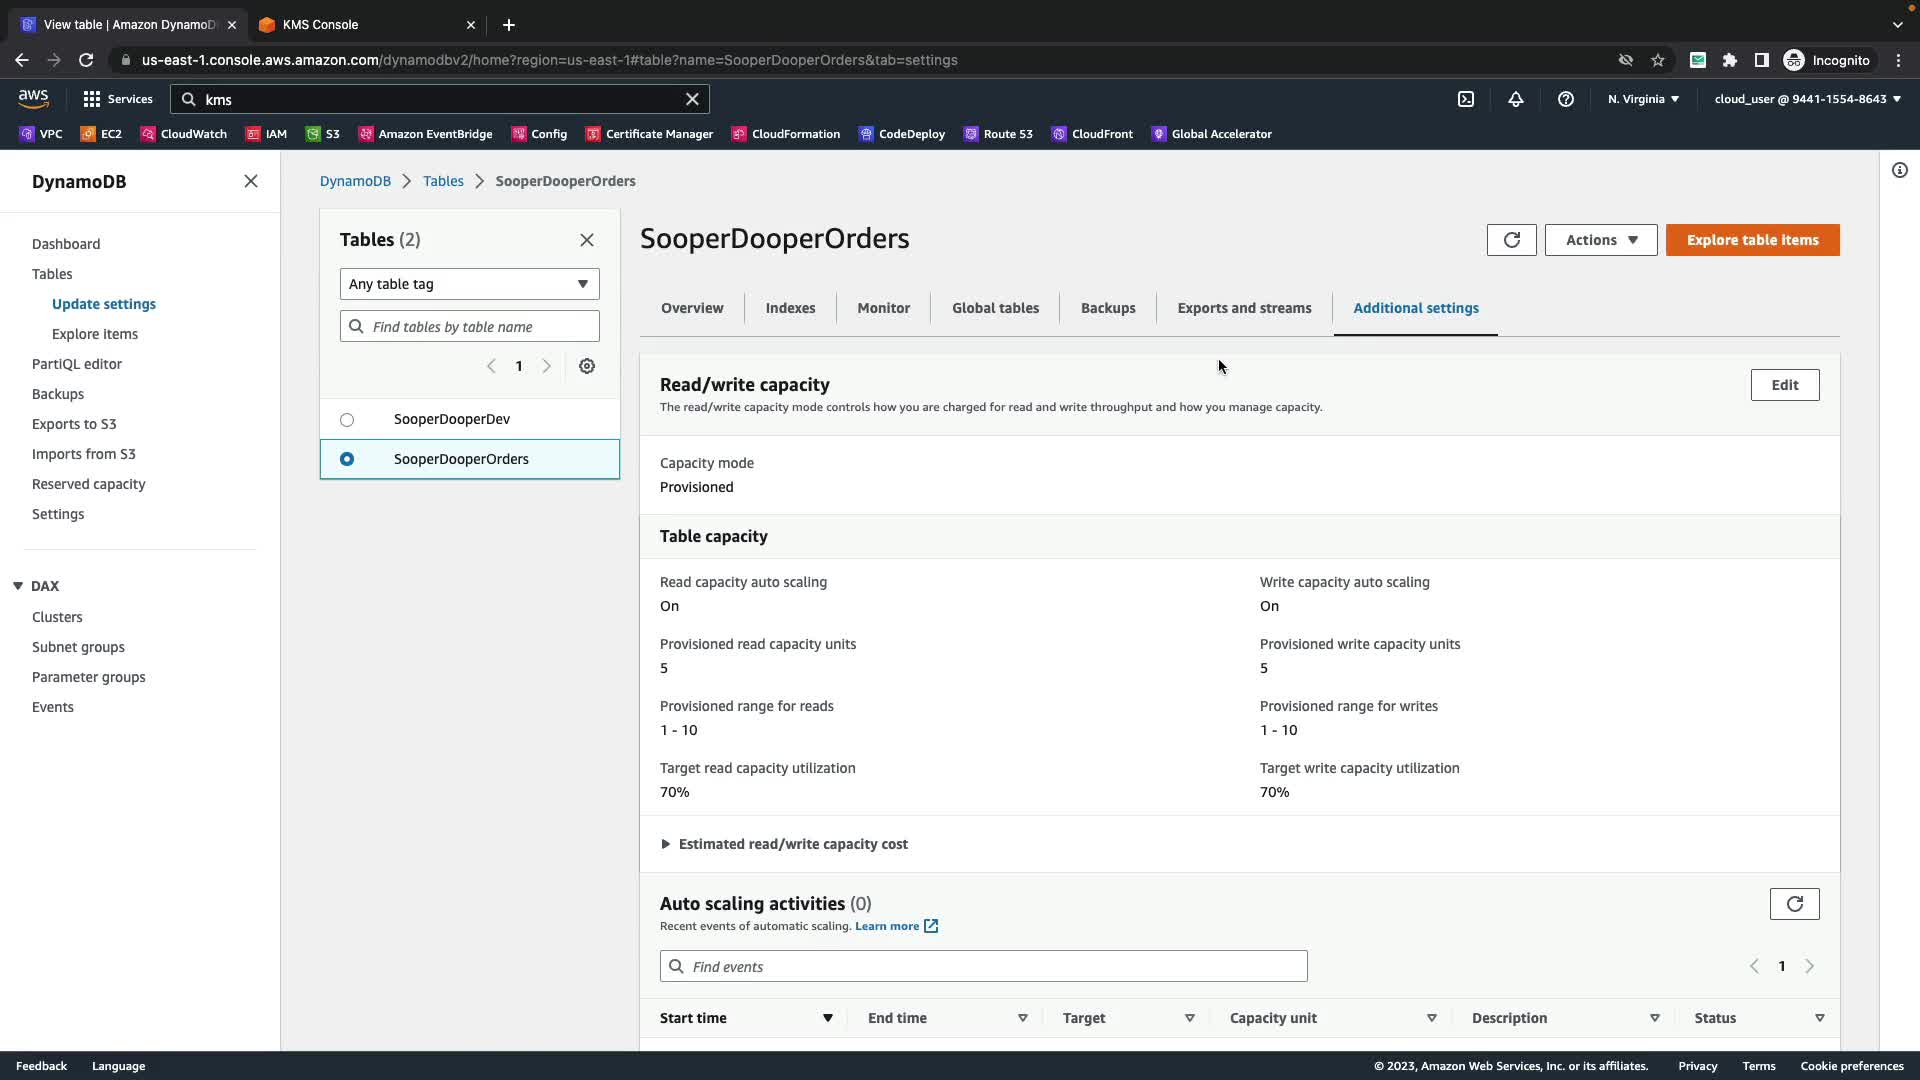 View table | Amazon DynamoD
KMS Console
us-east-1.console.aws.amazon.com/dynamodbv2/home?region=us-east-1#table?name=SooperDooperOrders&tab=settings
Incognito
aws
Services
kms
N. Virginia
cloud_user @ 9441-1554-8643
VPC
EC2
CloudWatch
IAM
S3
Amazon EventBridge
Config
Certificate Manager
CloudFormation
CodeDeploy
Route 53
CloudFront
Global Accelerator
DynamoDB
Dashboard
Tables
Update settings
Explore items
PartiQL editor
Backups
Exports to S3
Imports from S3
Reserved capacity
Settings
DAX
Clusters
Subnet groups
Parameter groups
Events
DynamoDB
Tables
SooperDooperOrders
Tables (2)
Any table tag
Find tables by table name
1
SooperDooperDev
SooperDooperOrders
SooperDooperOrders
Actions
Explore table items
Overview
Indexes
Monitor
Global tables
Backups
Exports and streams
Additional settings
Read/write capacity
The read/write capacity mode controls how you are charged for read and write throughput and how you manage capacity.
Edit
Capacity mode
Provisioned
Table capacity
Read capacity auto scaling
On
Write capacity auto scaling
On
Provisioned read capacity units
5
Provisioned write capacity units
5
Provisioned range for reads
1 - 10
Provisioned range for writes
1 - 10
Target read capacity utilization
70%
Target write capacity utilization
70%
Estimated read/write capacity cost
Auto scaling activities (0)
Recent events of automatic scaling. Learn more
Find events
1
Start time
End time
Target
Capacity unit
Description
Status
Feedback
Language
© 2023, Amazon Web Services, Inc. or its affiliates.
Privacy
Terms
Cookie preferences